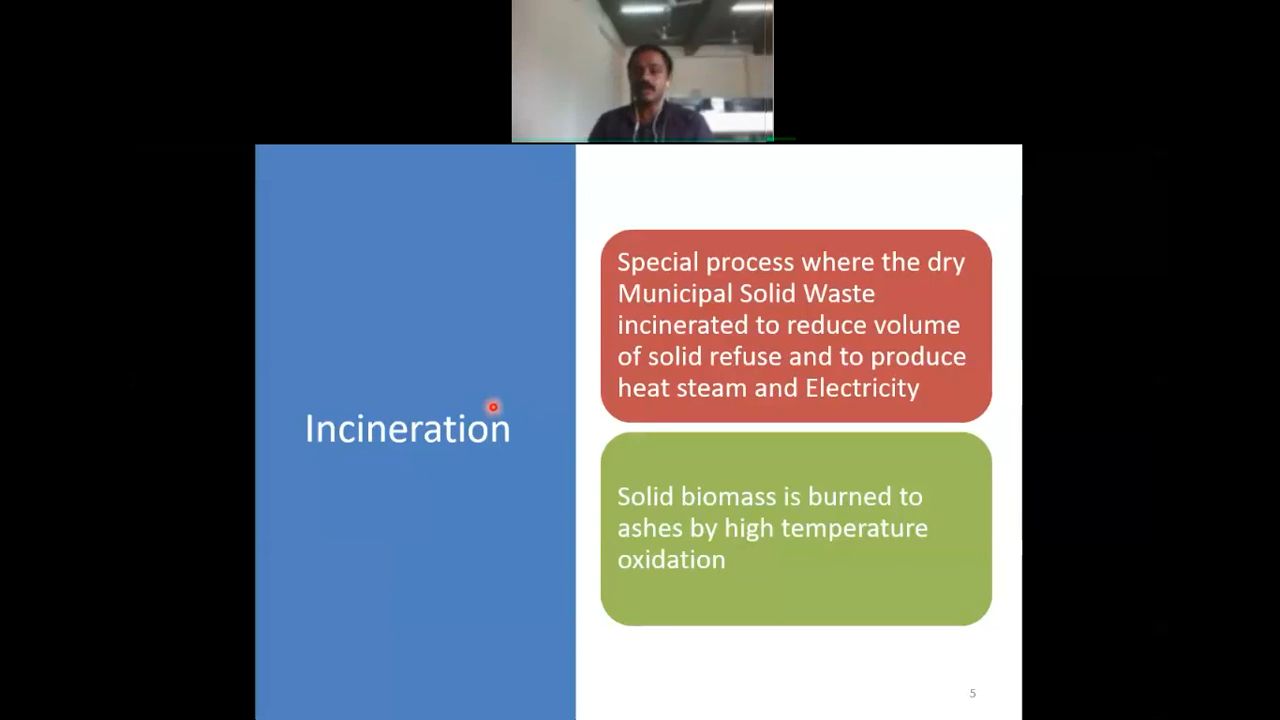 Incineration
Special process where the dry
Municipal Solid Waste
incinerated to reduce volume
of solid refuse and to produce
heat steam and Electricity
Solid biomass is burned to
ashes by high temperature
oxidation
5